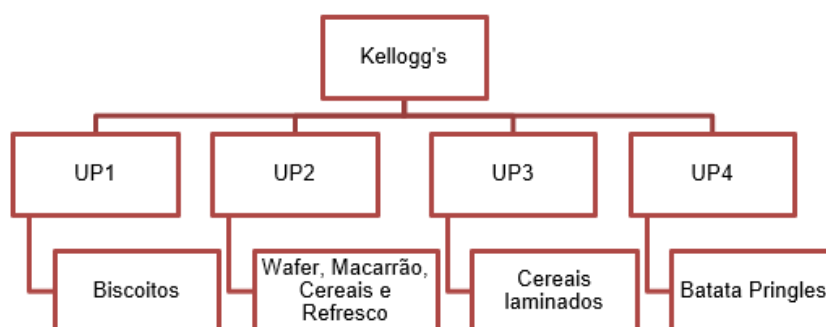 Kellogg's
UP1
UP2
UP3
UP4
Biscoitos
Wafer, Macarrão,
Cereais e
Refresco
Cereais
laminados
Batata Pringles